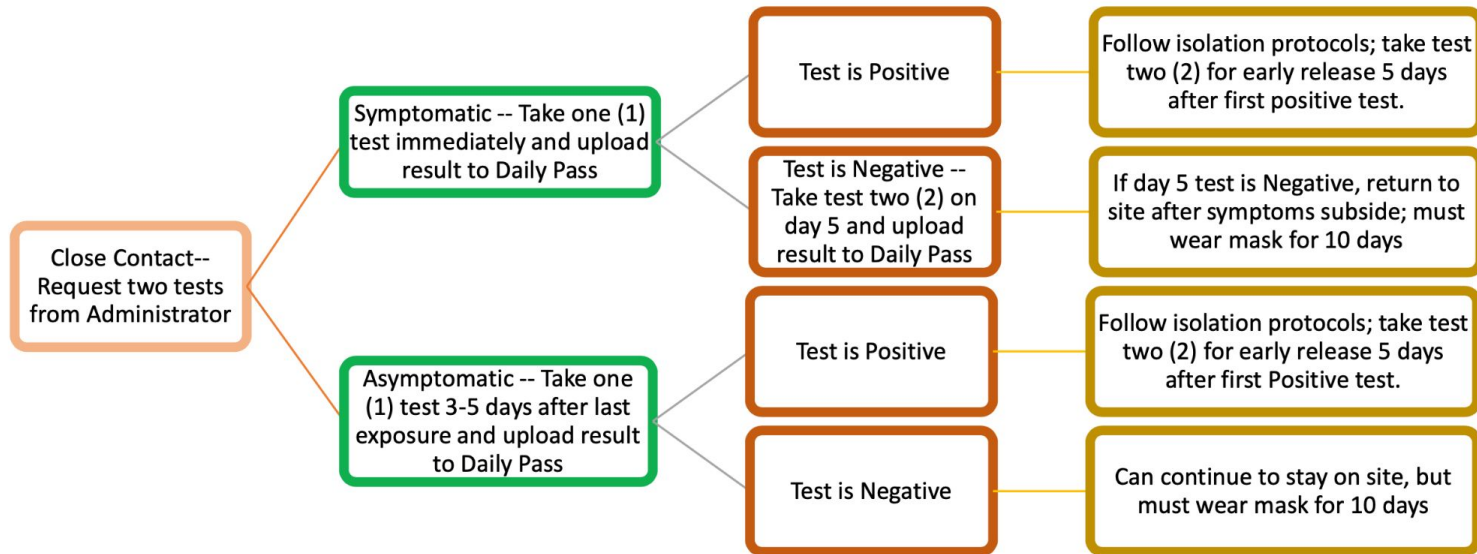 Close Contact--
Request two tests
from Administrator
Symptomatic -- Take one (1)
test immediately and upload
result to Daily Pass
Test is Positive
Follow isolation protocols; take test
two (2) for early release 5 days
after first positive test.
Test is Negative --
Take test two (2) on
day 5 and upload
result to Daily Pass
If day 5 test is Negative, return to
site after symptoms subside; must
wear mask for 10 days
Asymptomatic -- Take one
(1) test 3-5 days after last
exposure and upload result
to Daily Pass
Test is Positive
Follow isolation protocols; take test
two (2) for early release 5 days
after first Positive test.
Test is Negative
Can continue to stay on site, but
must wear mask for 10 days